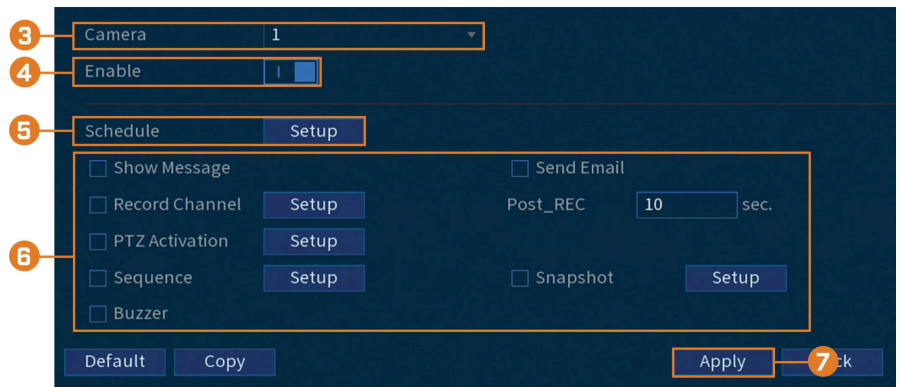 3 Camera 1
4 Enable I
5 Schedule Setup
Show Message Send Email
Record Channel Setup Post_REC 10 sec.
PTZ Activation Setup
6
Sequence Setup Snapshot Setup
Buzzer
Default Copy Apply 7 ck